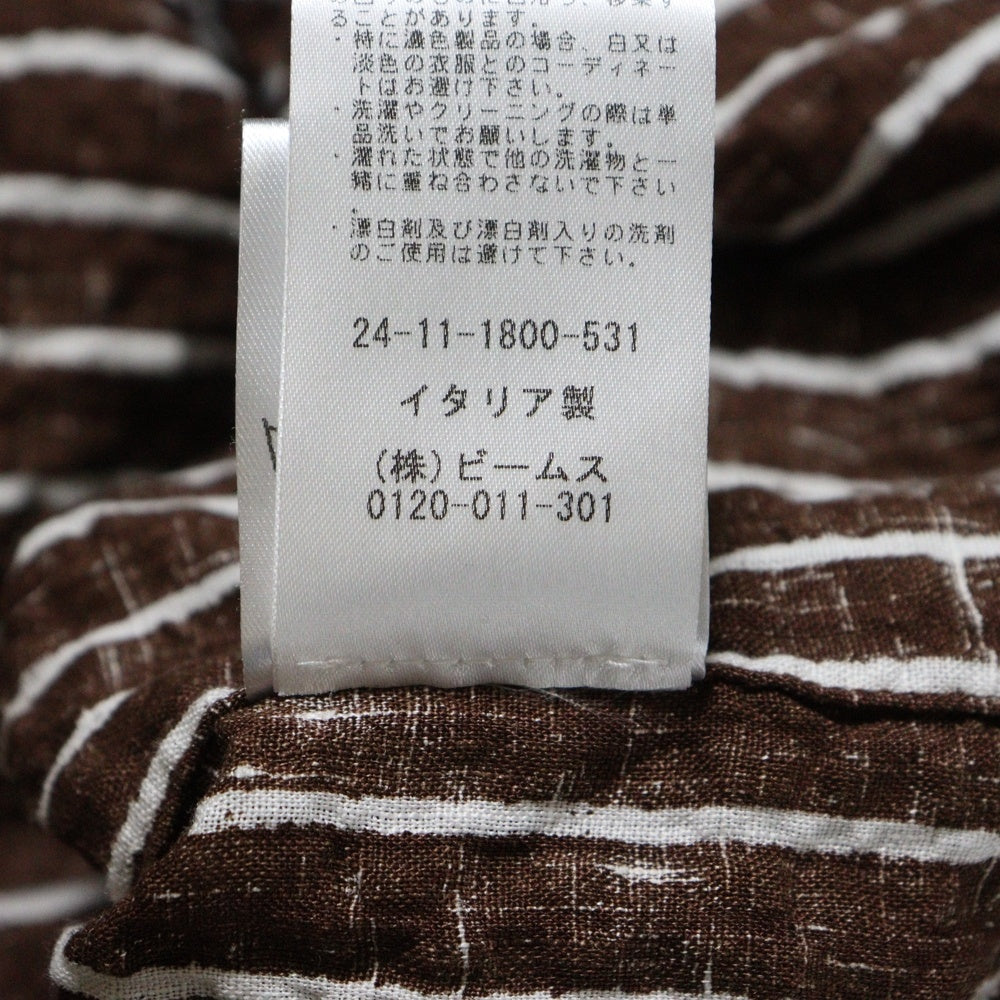 ることがあります。
・特に濃色製品の場合、白又は
淡色の衣服とのコーディネー
トはお避け下さい。
・洗濯やクリーニングの際は単
品洗いでお願いします。
・濡れた状態で他の洗濯物と一
緒に重ね合わさないで下さい
。
・漂白剤及び漂白剤入りの洗剤
のご使用は避けて下さい。
24-11-1800-531
イタリア製
(株)ビームス
0120-011-301